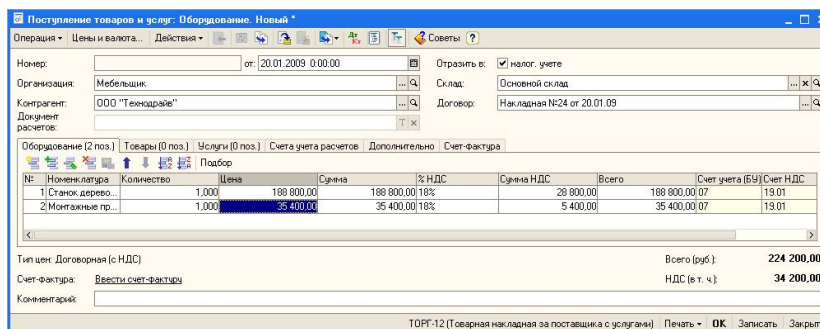 Поступление товаров и услуг: Оборудование. Новый *
Операция Цены и валюта... Действия Дт Кт Советы ?
Номер: от: 20.01.2009 0:00:00 Отразить в: налог. учете
Организация: Мебельщик Склад: Основной склад
Контрагент: ООО "Технодрайв" Договор: Накладная №24 от 20.01.09
Документ
расчетов:
Оборудование (2 поз.) Товары (0 поз.) Услуги (0 поз.) Счета учета расчетов Дополнительно Счет-фактура
Подбор
№ Номенклатура Количество Цена Сумма % НДС Сумма НДС Всего Счет учета (БУ) Счет НДС
1 Станок дерево... 1,000 188 800,00 188 800,00 18% 28 800,00 188 800,00 07 19.01
2 Монтажные пр... 1,000 35 400,00 35 400,00 18% 5 400,00 35 400,00 07 19.01
Тип цен: Договорная (с НДС) Всего (руб.): 224 200,00
Счет-фактура: Ввести счет-фактуру НДС (в т. ч.): 34 200,00
Комментарий:
ТОРГ-12 (Товарная накладная за поставщика с услугами) Печать OK Записать Закрыт